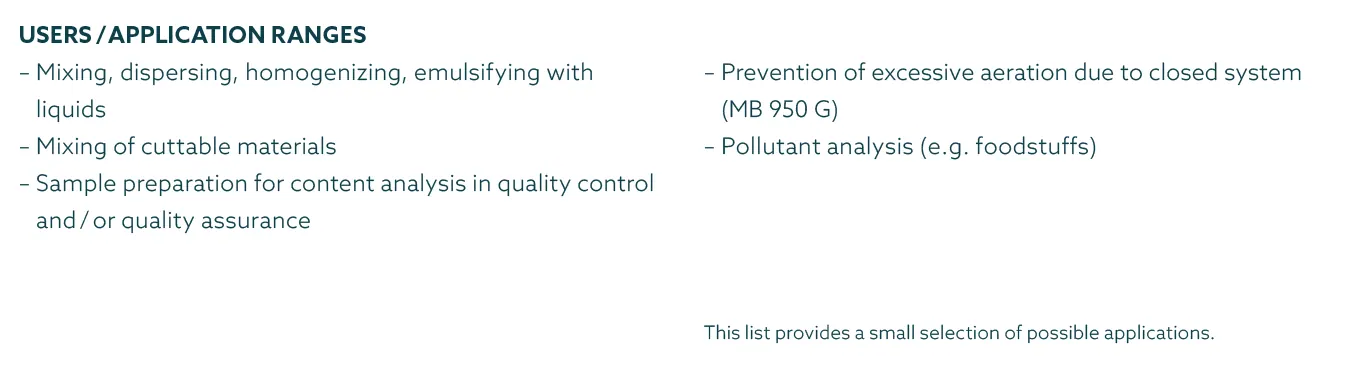 USERS / APPLICATION RANGES
– Mixing, dispersing, homogenizing, emulsifying with
liquids
– Mixing of cuttable materials
– Sample preparation for content analysis in quality control
and / or quality assurance
– Prevention of excessive aeration due to closed system
(MB 950 G)
– Pollutant analysis (e.g. foodstuffs)
This list provides a small selection of possible applications.